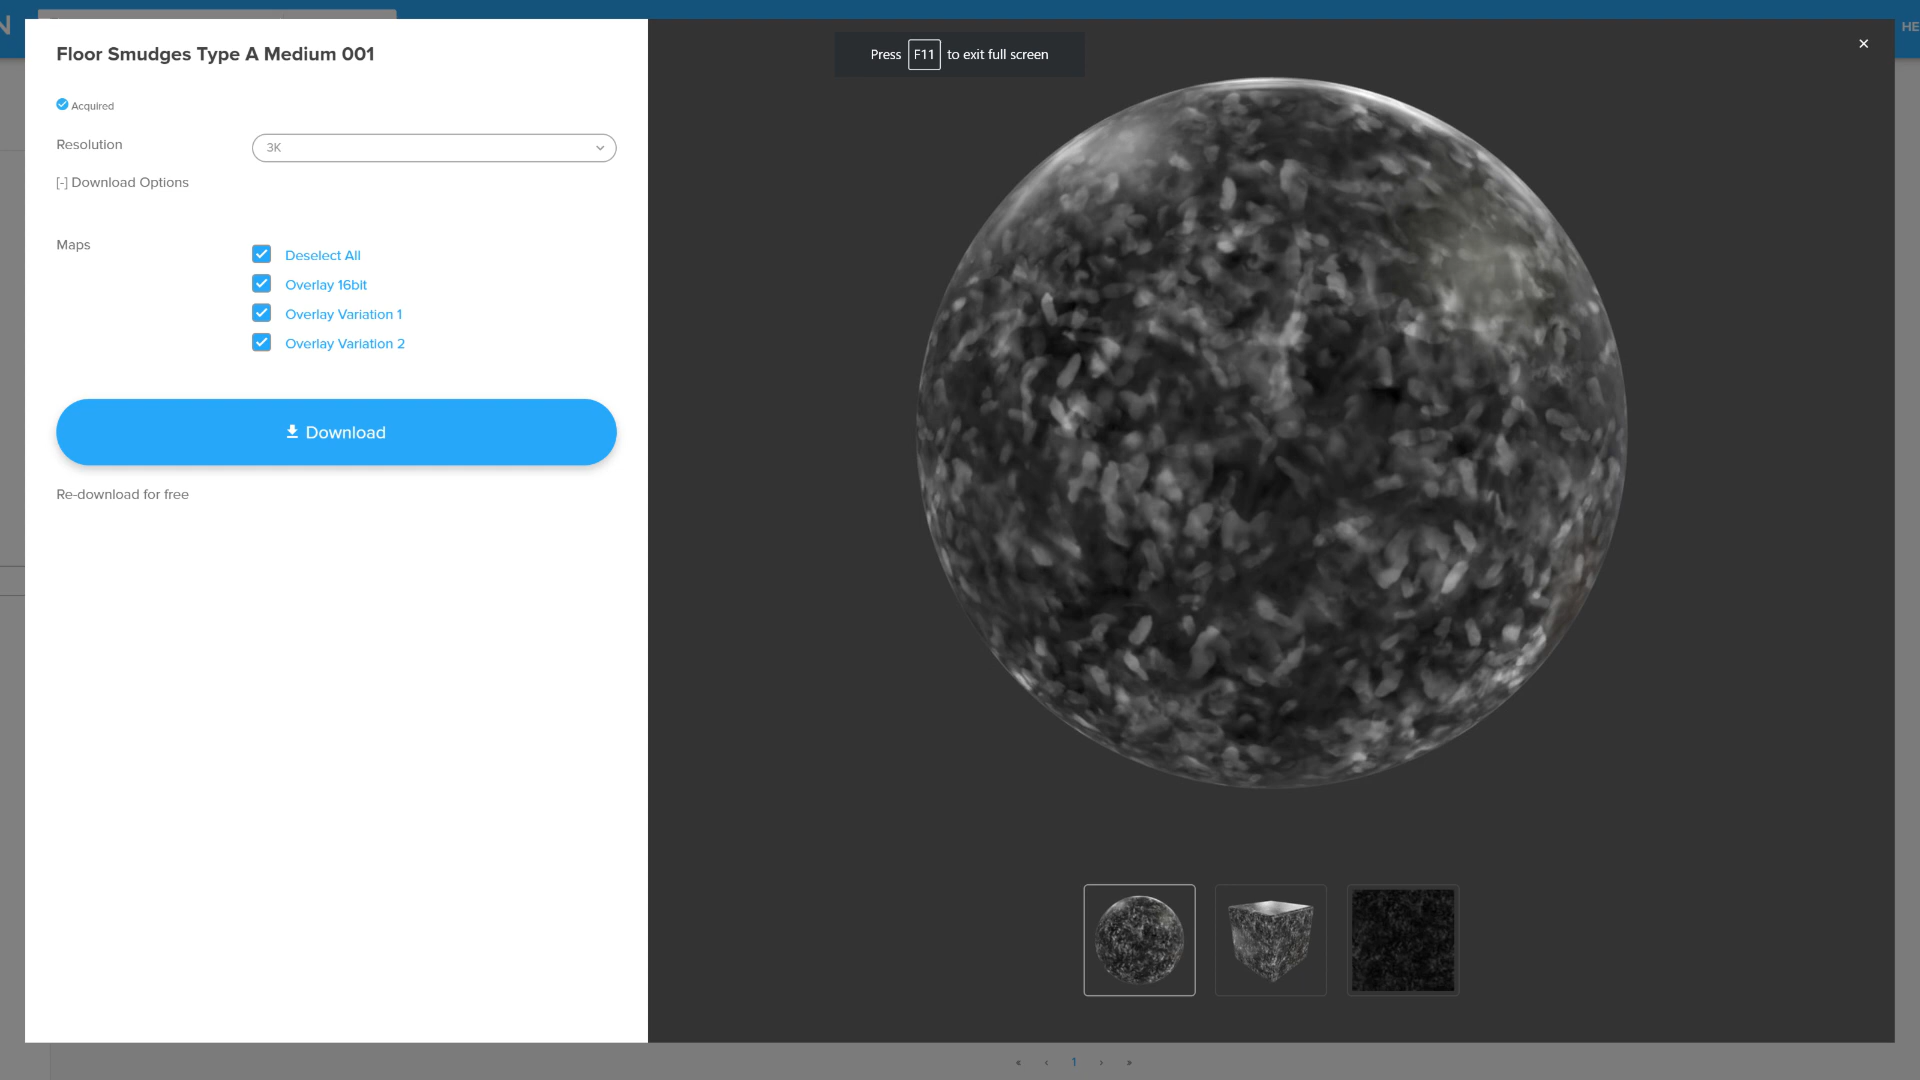 N
HE
Floor Smudges Type A Medium 001
Press F11 to exit full screen
Acquired
Resolution
3K
[-] Download Options
Maps
Deselect All
Overlay 16bit
Overlay Variation 1
Overlay Variation 2
Download
Re-download for free
« ‹ 1 › »